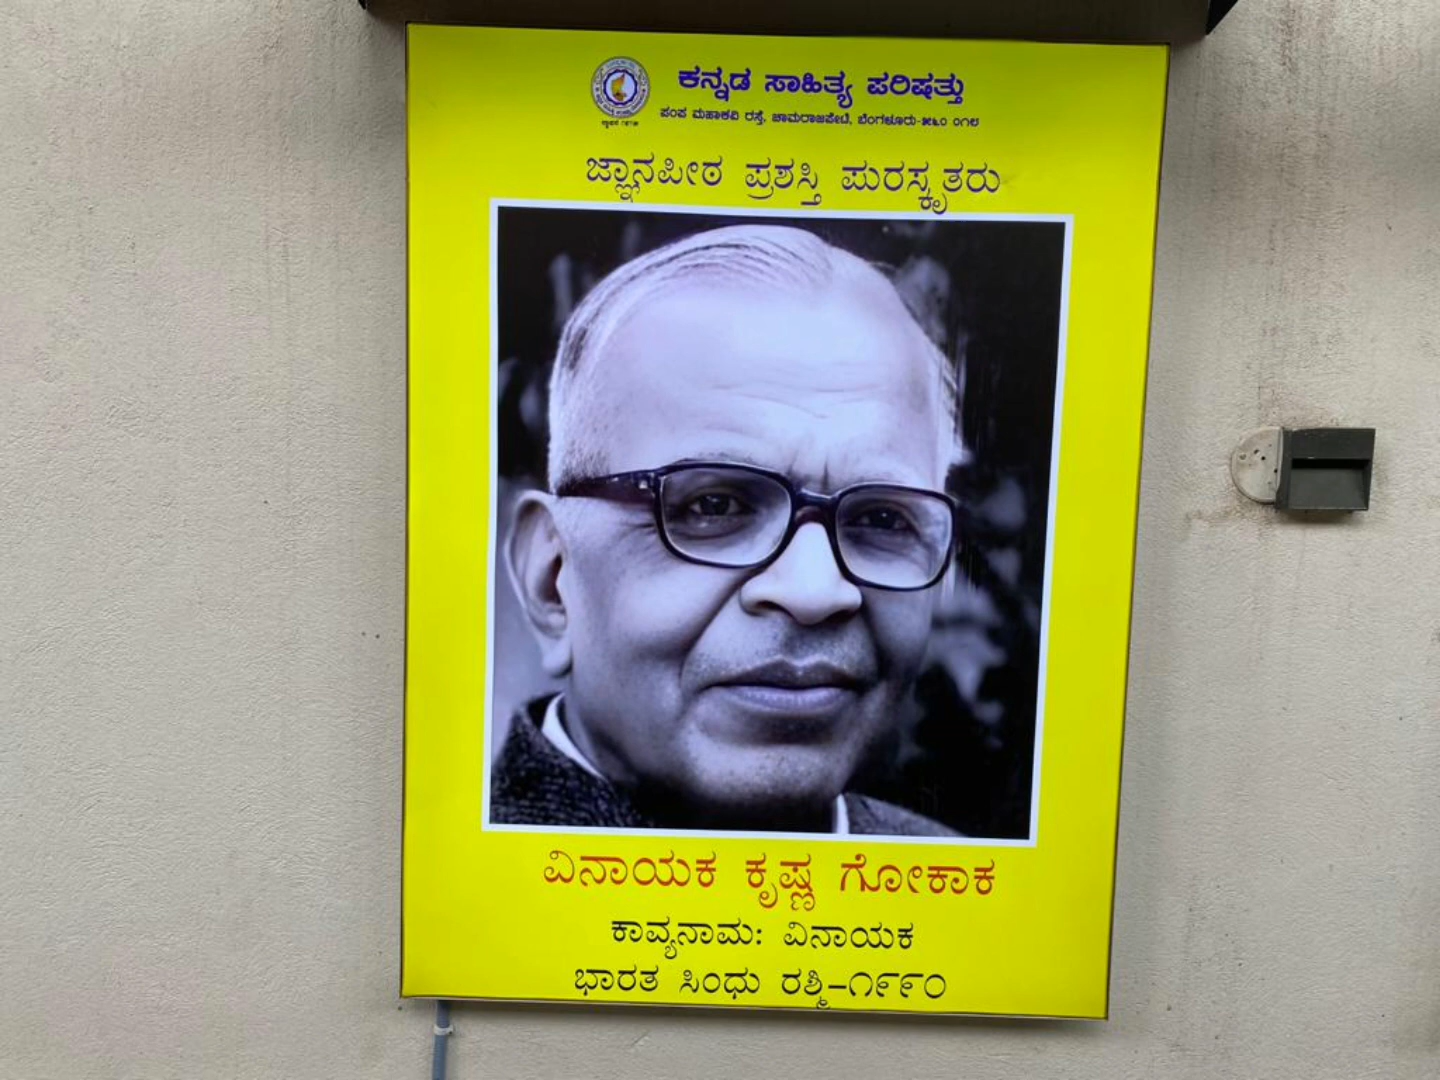 ಕನ್ನಡ ಸಾಹಿತ್ಯ ಪರಿಷತ್ತು
ಪಂಪ ಮಹಾಕವಿ ರಸ್ತೆ, ಚಾಮರಾಜಪೇಟೆ, ಬೆಂಗಳೂರು-೫೬೦ ೦೧೮
ಜ್ಞಾನಪೀಠ ಪ್ರಶಸ್ತಿ ಪುರಸ್ಕೃತರು
ವಿನಾಯಕ ಕೃಷ್ಣ ಗೋಕಾಕ
ಕಾವ್ಯನಾಮ: ವಿನಾಯಕ
ಭಾರತ ಸಿಂಧು ರಶ್ಮಿ-೧೯೯೦